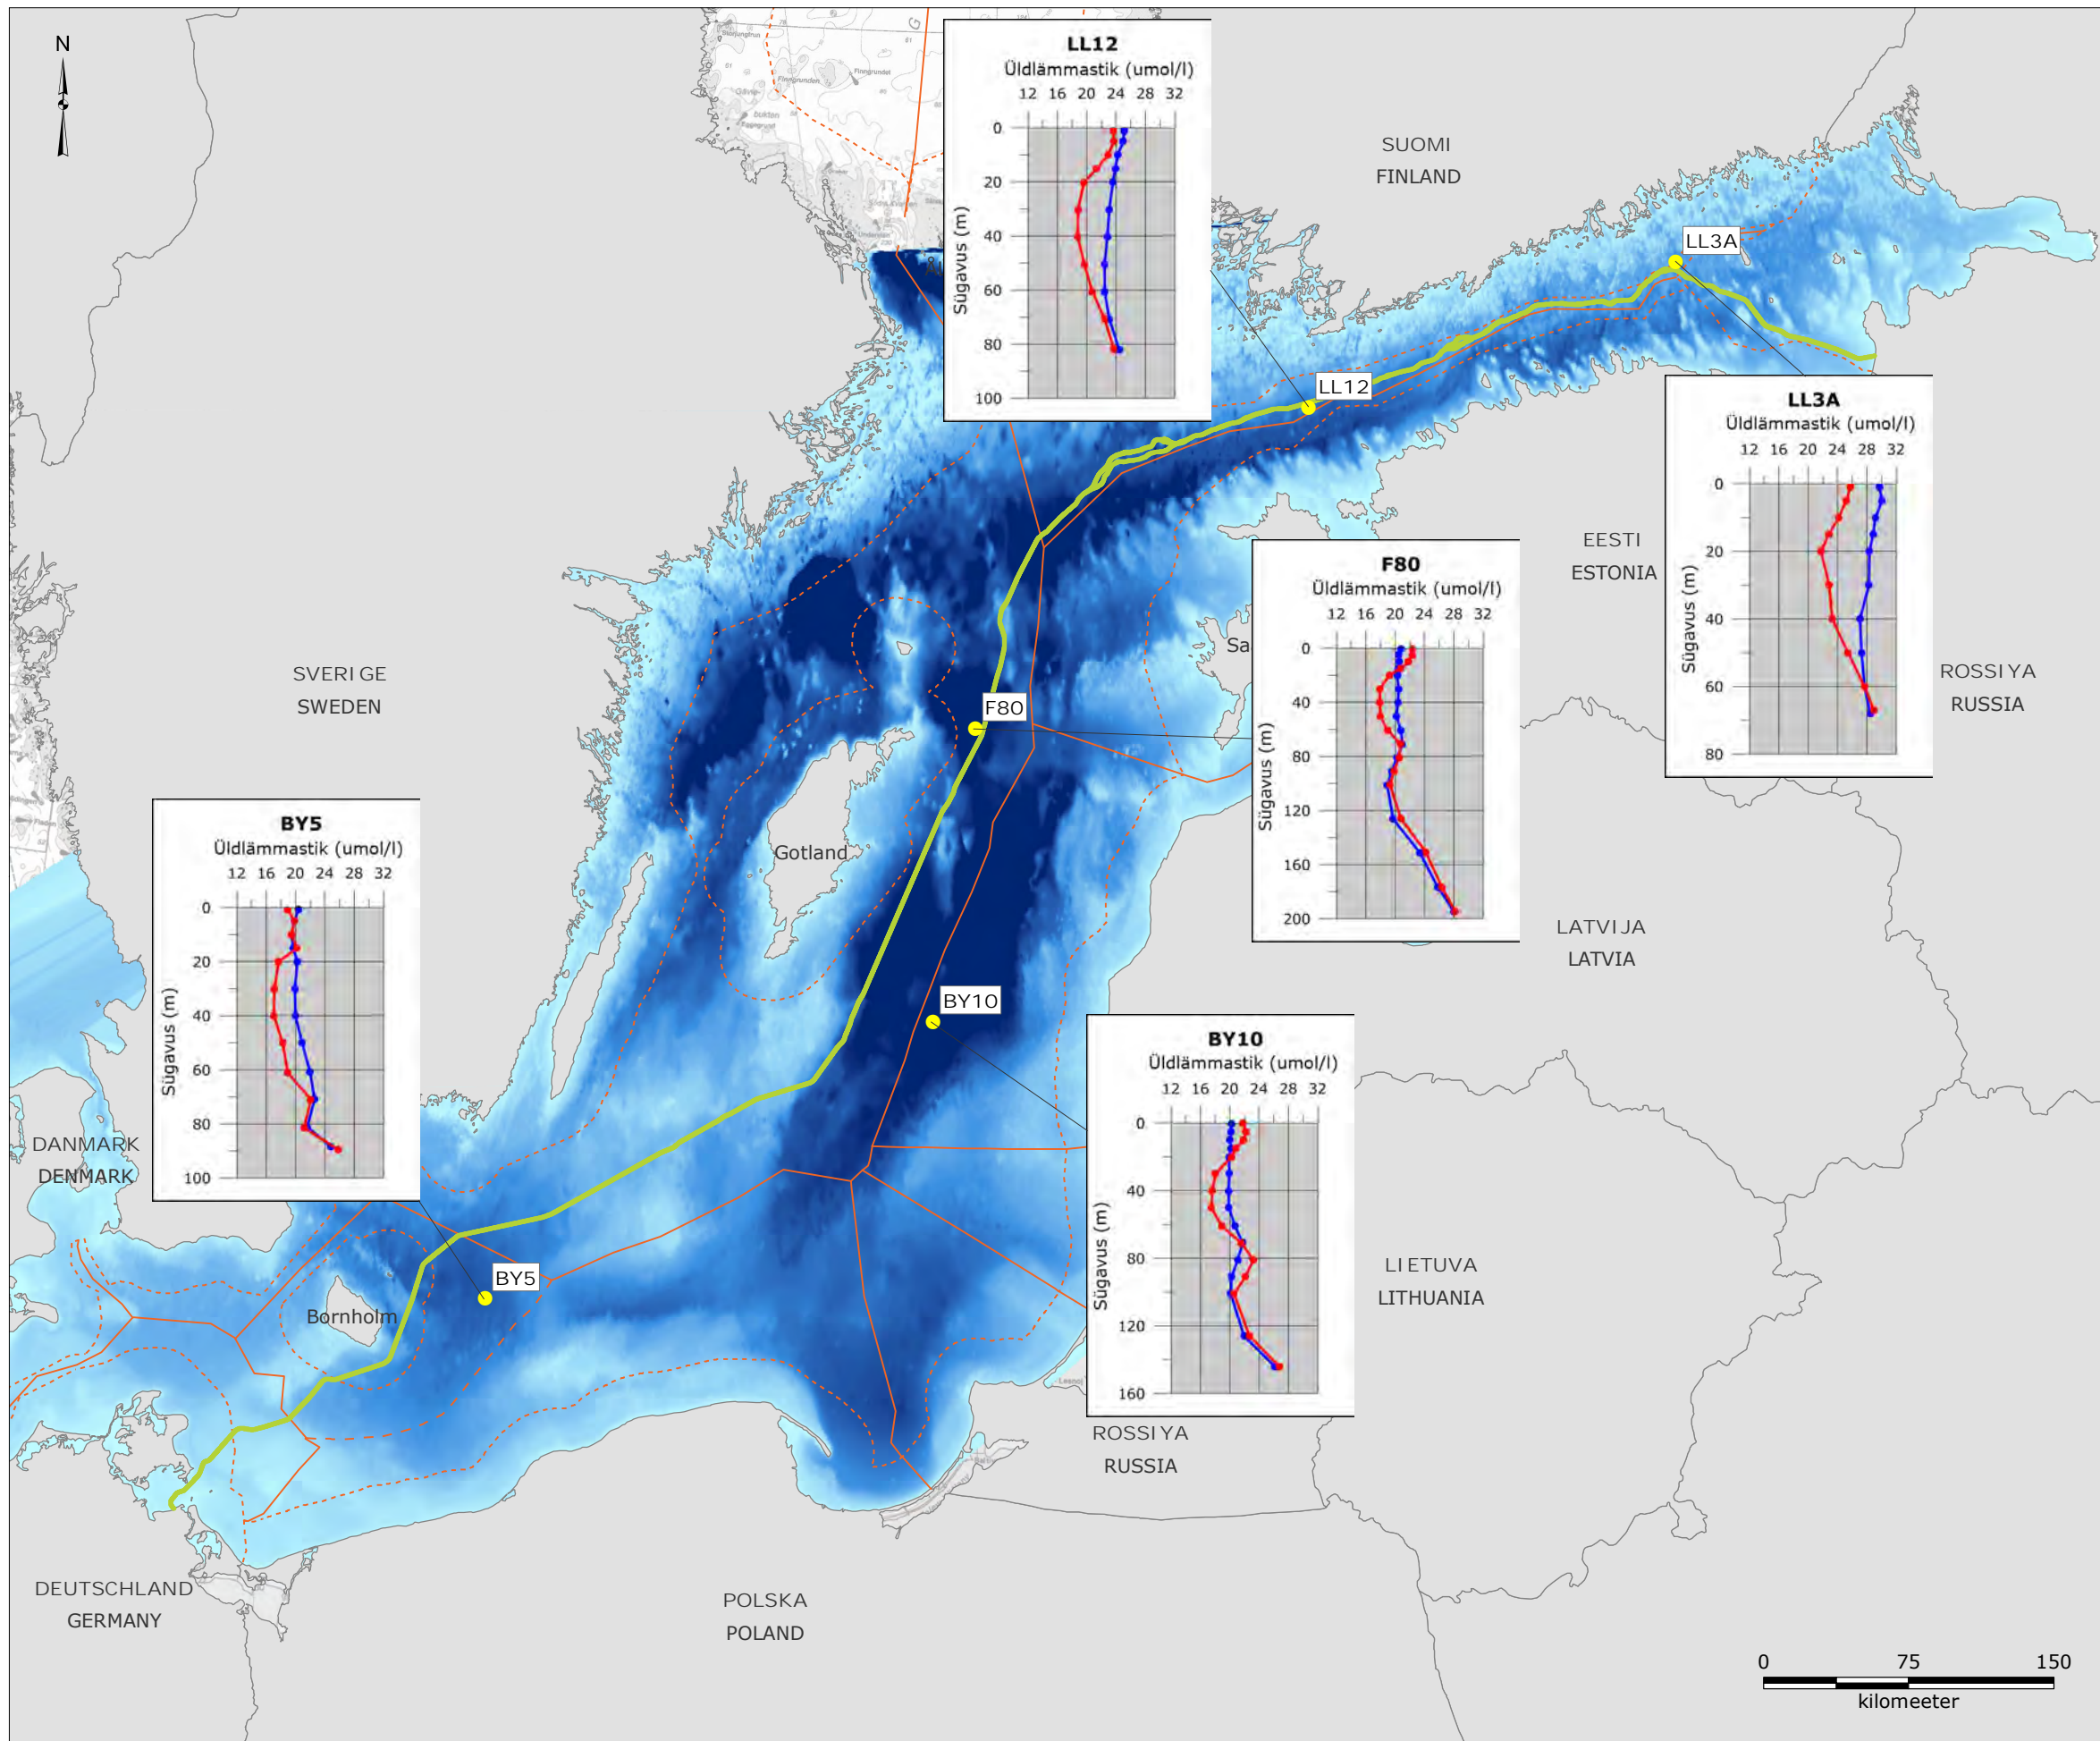 N
LL12
Üldlämmastik (umol/l)
12 16 20 24 28 32
Sügavus (m)
0
20
40
60
80
100
SUOMI
FINLAND
LL3A
LL12
LL3A
Üldlämmastik (umol/l)
12 16 20 24 28 32
Sügavus (m)
0
20
40
60
80
EESTI
ESTONIA
F80
Üldlämmastik (umol/l)
12 16 20 24 28 32
Sügavus (m)
0
40
80
120
160
200
Sa
ROSSIYA
RUSSIA
SVERIGE
SWEDEN
F80
Gotland
BY5
Üldlämmastik (umol/l)
12 16 20 24 28 32
Sügavus (m)
0
20
40
60
80
100
LATVIJA
LATVIA
BY10
BY10
Üldlämmastik (umol/l)
12 16 20 24 28 32
Sügavus (m)
0
40
80
120
160
DANMARK
DENMARK
BY5
Bornholm
LIETUVA
LITHUANIA
ROSSIYA
RUSSIA
DEUTSCHLAND
GERMANY
POLSKA
POLAND
0 75 150
kilomeeter